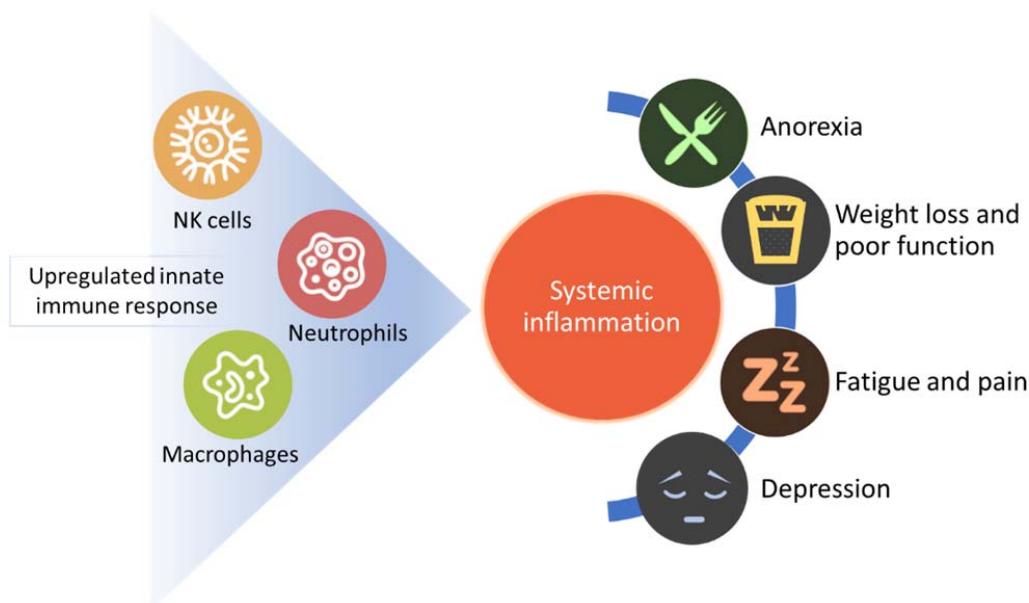 NK cells
Upregulated innate
immune response
Neutrophils
Macrophages
Systemic
inflammation
Anorexia
Weight loss and
poor function
Zzz
Fatigue and pain
Depression